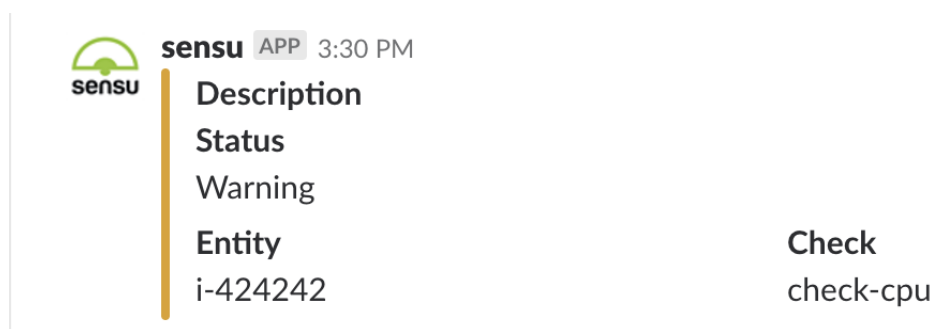 sensu APP 3:30 PM
sensu
Description
Status
Warning
Entity Check
i-424242 check-cpu